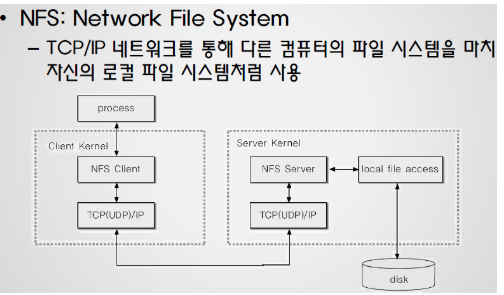 • NFS: Network File System
– TCP/IP 네트워크를 통해 다른 컴퓨터의 파일 시스템을 마치
자신의 로컬 파일 시스템처럼 사용
process
Client Kernel
Server Kernel
NFS Client
NFS Server
local file access
TCP(UDP)/IP
TCP(UDP)/IP
disk